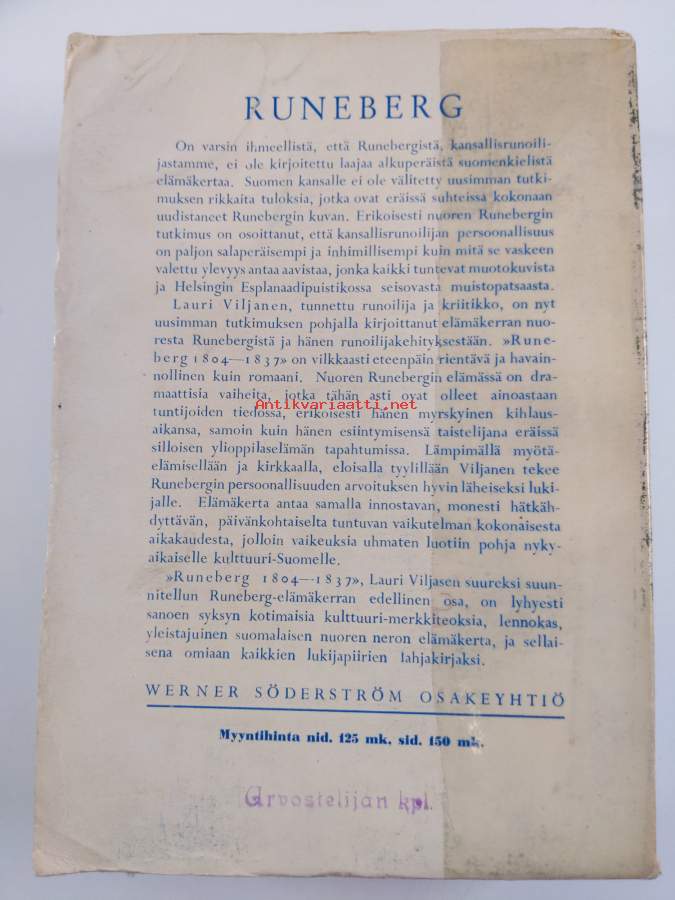 RUNEBERG
On varsin ihmeellistä, että Runebergistä, kansallisrunoili-
jastamme, ei ole kirjoitettu laajaa alkuperäistä suomenkielistä
elämäkertaa. Suomen kansalle ei ole välitetty uusimman tutki-
muksen rikkaita tuloksia, jotka ovat eräissä suhteissa kokonaan
uudistaneet Runebergin kuvan. Erikoisesti nuoren Runebergin
tutkimus on osoittanut, että kansallisrunoilijan persoonallisuus
on paljon salaperäisempi ja inhimillisempi kuin mitä se vaskeen
valettu ylevyys antaa aavistaa, jonka kaikki tuntevat muotokuvista
ja Helsingin Esplanaadipuistikossa seisovasta muistopatsaasta.
Lauri Viljanen, tunnettu runoilija ja kriitikko, on nyt
uusimman tutkimuksen pohjalla kirjoittanut elämäkerran nuo-
resta Runebergistä ja hänen runoilijakehityksestään. »Rune-
berg 1804—1837» on vilkkaasti eteenpäin rientävä ja havain-
nollinen kuin romaani. Nuoren Runebergin elämässä on dra-
maattisia vaiheita, jotka tähän asti ovat olleet ainoastaan
Antikvariaatti.net
tuntijoiden tiedossa, erikoisesti hänen myrskyinen kihlaus-
aikansa, samoin kuin hänen esiintymisensä taistelijana eräissä
silloisen ylioppilaselämän tapahtumissa. Lämpimällä myötä-
elämisellään ja kirkkaalla, eloisalla tyylillään Viljanen tekee
Runebergin persoonallisuuden arvoituksen hyvin läheiseksi luki-
jalle. Elämäkerta antaa samalla innostavan, monesti hätkäh-
dyttävän, päivänkohtaiselta tuntuvan vaikutelman kokonaisesta
aikakaudesta, jolloin vaikeuksia uhmaten luotiin pohja nyky-
aikaiselle kulttuuri-Suomelle.
»Runeberg 1804—1837», Lauri Viljasen suureksi suun-
nitellun Runeberg-elämäkerran edellinen osa, on lyhyesti
sanoen syksyn kotimaisia kulttuuri-merkkiteoksia, lennokas,
yleistajuinen suomalaisen nuoren neron elämäkerta, ja sellai-
sena omiaan kaikkien lukijapiirien lahjakirjaksi.
WERNER SÖDERSTRÖM OSAKEYHTIÖ
Myyntihinta nid. 125 mk, sid. 150 mk.
Arvostelijan kpl.